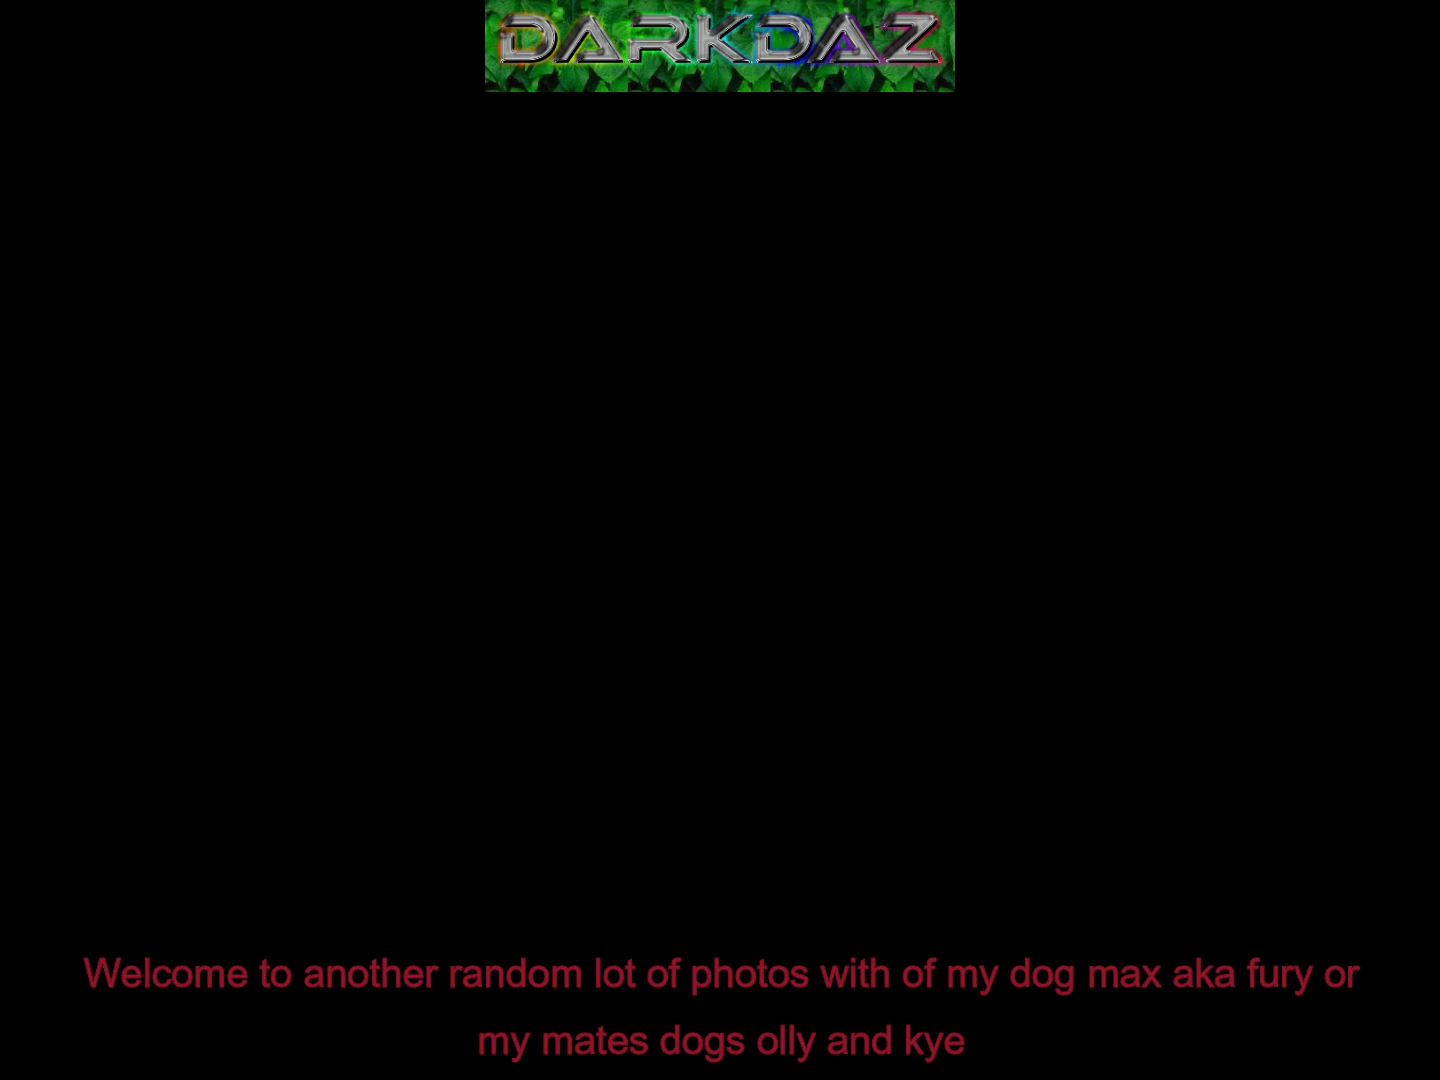 DARKDAZ
Welcome to another random lot of photos with of my dog max aka fury or
my mates dogs olly and kye